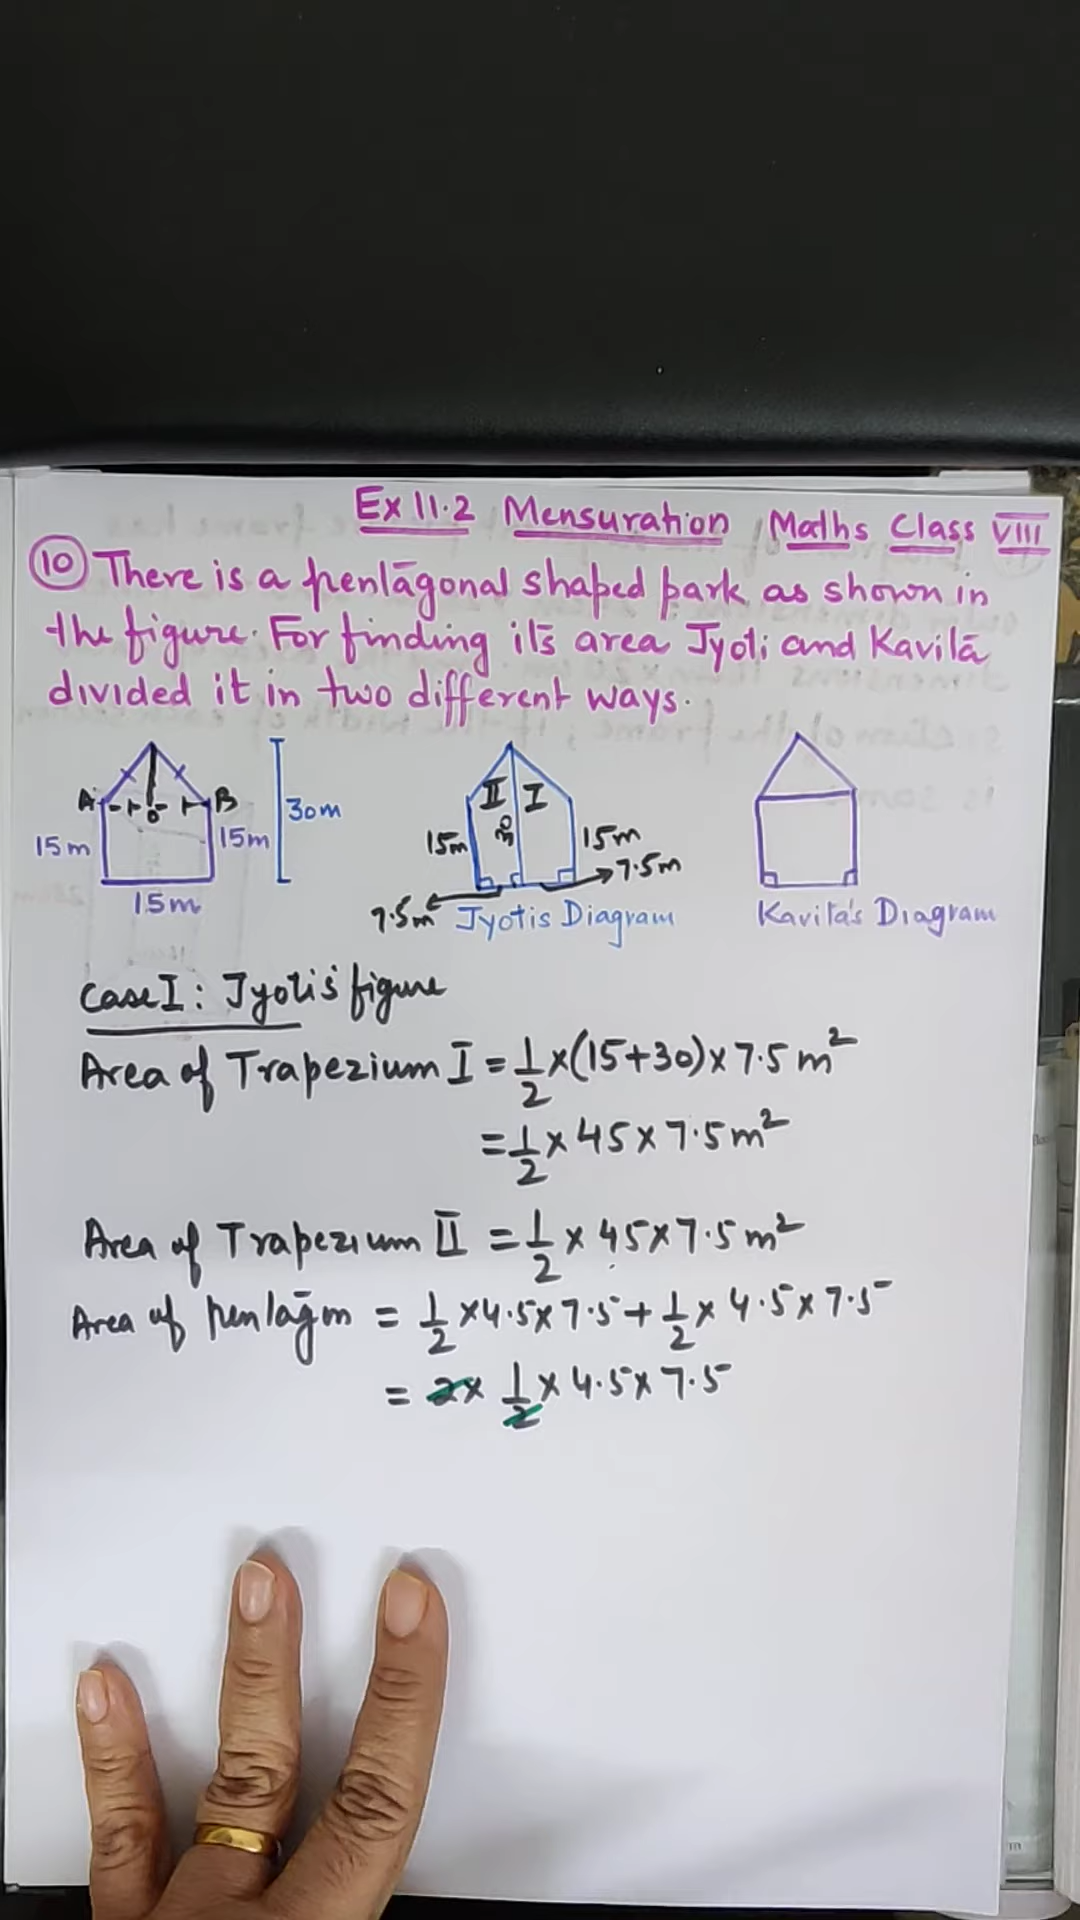 Ex 11.2 Mensuration Maths Class VIII
10 There is a pentagonal shaped park as shown in
the figure. For finding its area Jyoti and Kavita
divided it in two different ways.
A O B
15m 15m 30m
15m
II I
15m 30 m 15m
7.5m 7.5m
Jyotis Diagram
Kavita's Diagram
Case I : Jyoti's figure
Area of Trapezium I = 1/2 x (15+30) x 7.5 m²
= 1/2 x 45 x 7.5 m²
Area of Trapezium II = 1/2 x 45 x 7.5 m²
Area of pentagon = 1/2 x 4.5 x 7.5 + 1/2 x 4.5 x 7.5
= 2 x 1/2 x 4.5 x 7.5